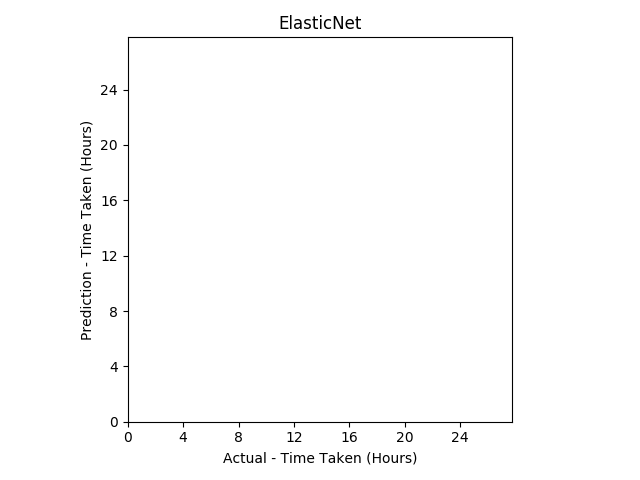 ElasticNet
24
20
16
12
8
4
0
Prediction - Time Taken (Hours)
0 4 8 12 16 20 24
Actual - Time Taken (Hours)